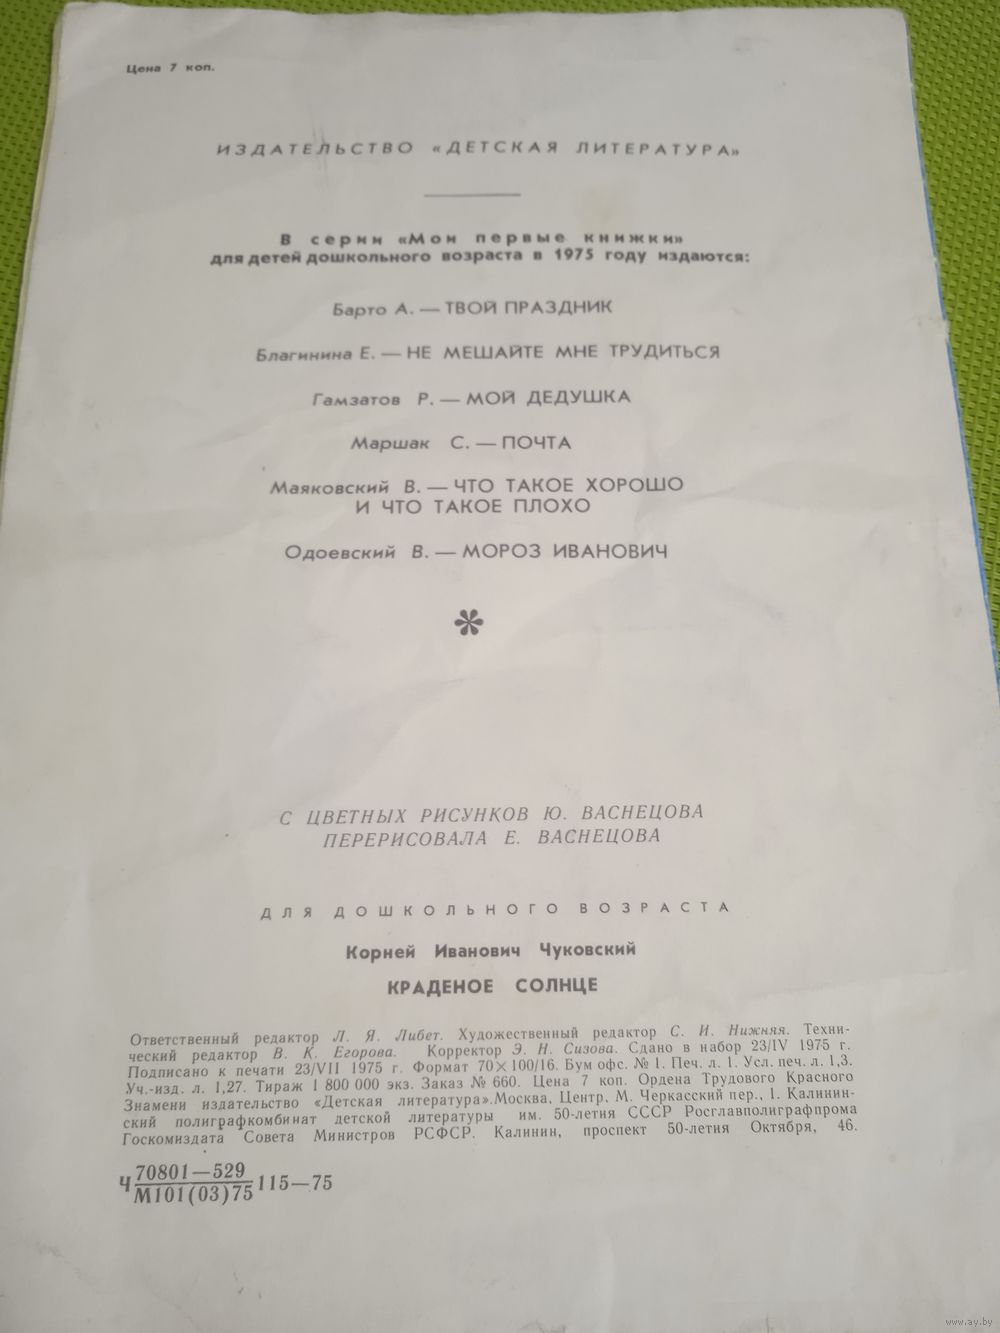 Цена 7 коп.
ИЗДАТЕЛЬСТВО «ДЕТСКАЯ ЛИТЕРАТУРА»
В серии «Мои первые книжки»
для детей дошкольного возраста в 1975 году издаются:
Барто А. — ТВОЙ ПРАЗДНИК
Благинина Е. — НЕ МЕШАЙТЕ МНЕ ТРУДИТЬСЯ
Гамзатов Р. — МОЙ ДЕДУШКА
Маршак С. — ПОЧТА
Маяковский В. — ЧТО ТАКОЕ ХОРОШО
И ЧТО ТАКОЕ ПЛОХО
Одоевский В. — МОРОЗ ИВАНОВИЧ
*
С ЦВЕТНЫХ РИСУНКОВ Ю. ВАСНЕЦОВА
ПЕРЕРИСОВАЛА Е. ВАСНЕЦОВА
ДЛЯ ДОШКОЛЬНОГО ВОЗРАСТА
Корней Иванович Чуковский
КРАДЕНОЕ СОЛНЦЕ
Ответственный редактор Л. Я. Либет. Художественный редактор С. И. Нижняя. Техни-
ческий редактор В. К. Егорова. Корректор Э. Н. Сизова. Сдано в набор 23/IV 1975 г.
Подписано к печати 23/VII 1975 г. Формат 70×100/16. Бум офс. № 1. Печ. л. 1. Усл. печ. л. 1,3.
Уч.-изд. л. 1,27. Тираж 1 800 000 экз. Заказ № 660. Цена 7 коп. Ордена Трудового Красного
Знамени издательство «Детская литература».Москва, Центр, М. Черкасский пер., 1. Калинин-
ский полиграфкомбинат детской литературы им. 50-летия СССР Росглавполиграфпрома
Госкомиздата Совета Министров РСФСР. Калинин, проспект 50-летия Октября, 46.
Ч 70801—529
М101(03)75 115—75
www.ay.by